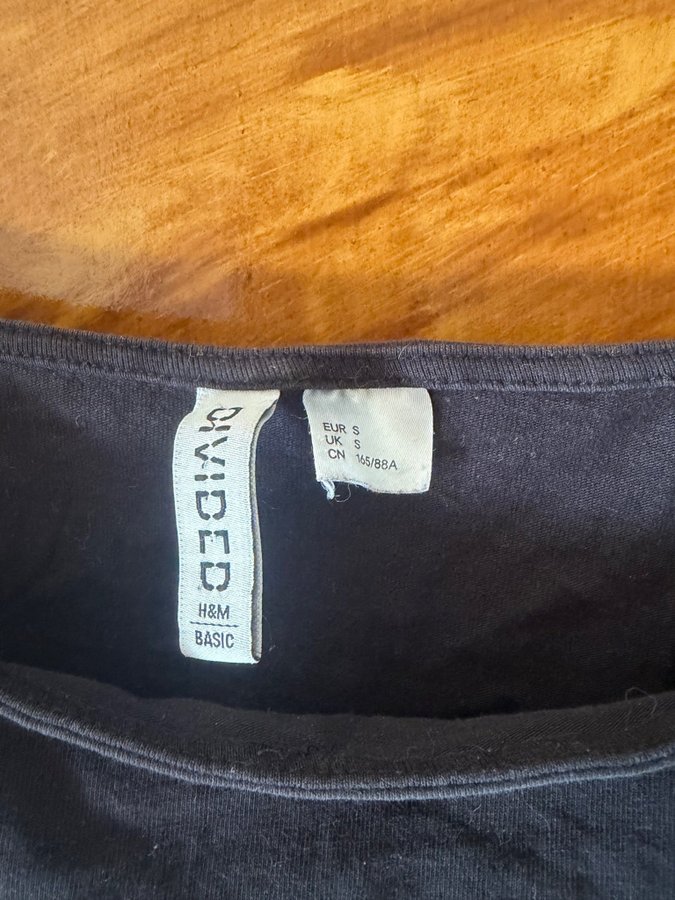 DIVIDED
H&M
BASIC
EUR S
UK S
CN 165/88A